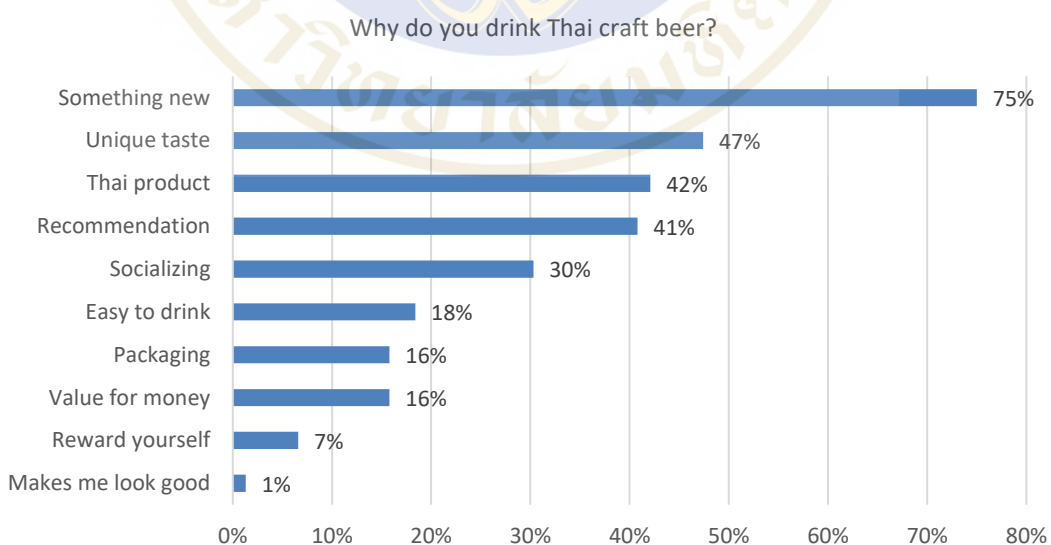 Why do you drink Thai craft beer?
Something new 75%
Unique taste 47%
Thai product 42%
Recommendation 41%
Socializing 30%
Easy to drink 18%
Packaging 16%
Value for money 16%
Reward yourself 7%
Makes me look good 1%
0% 10% 20% 30% 40% 50% 60% 70% 80%